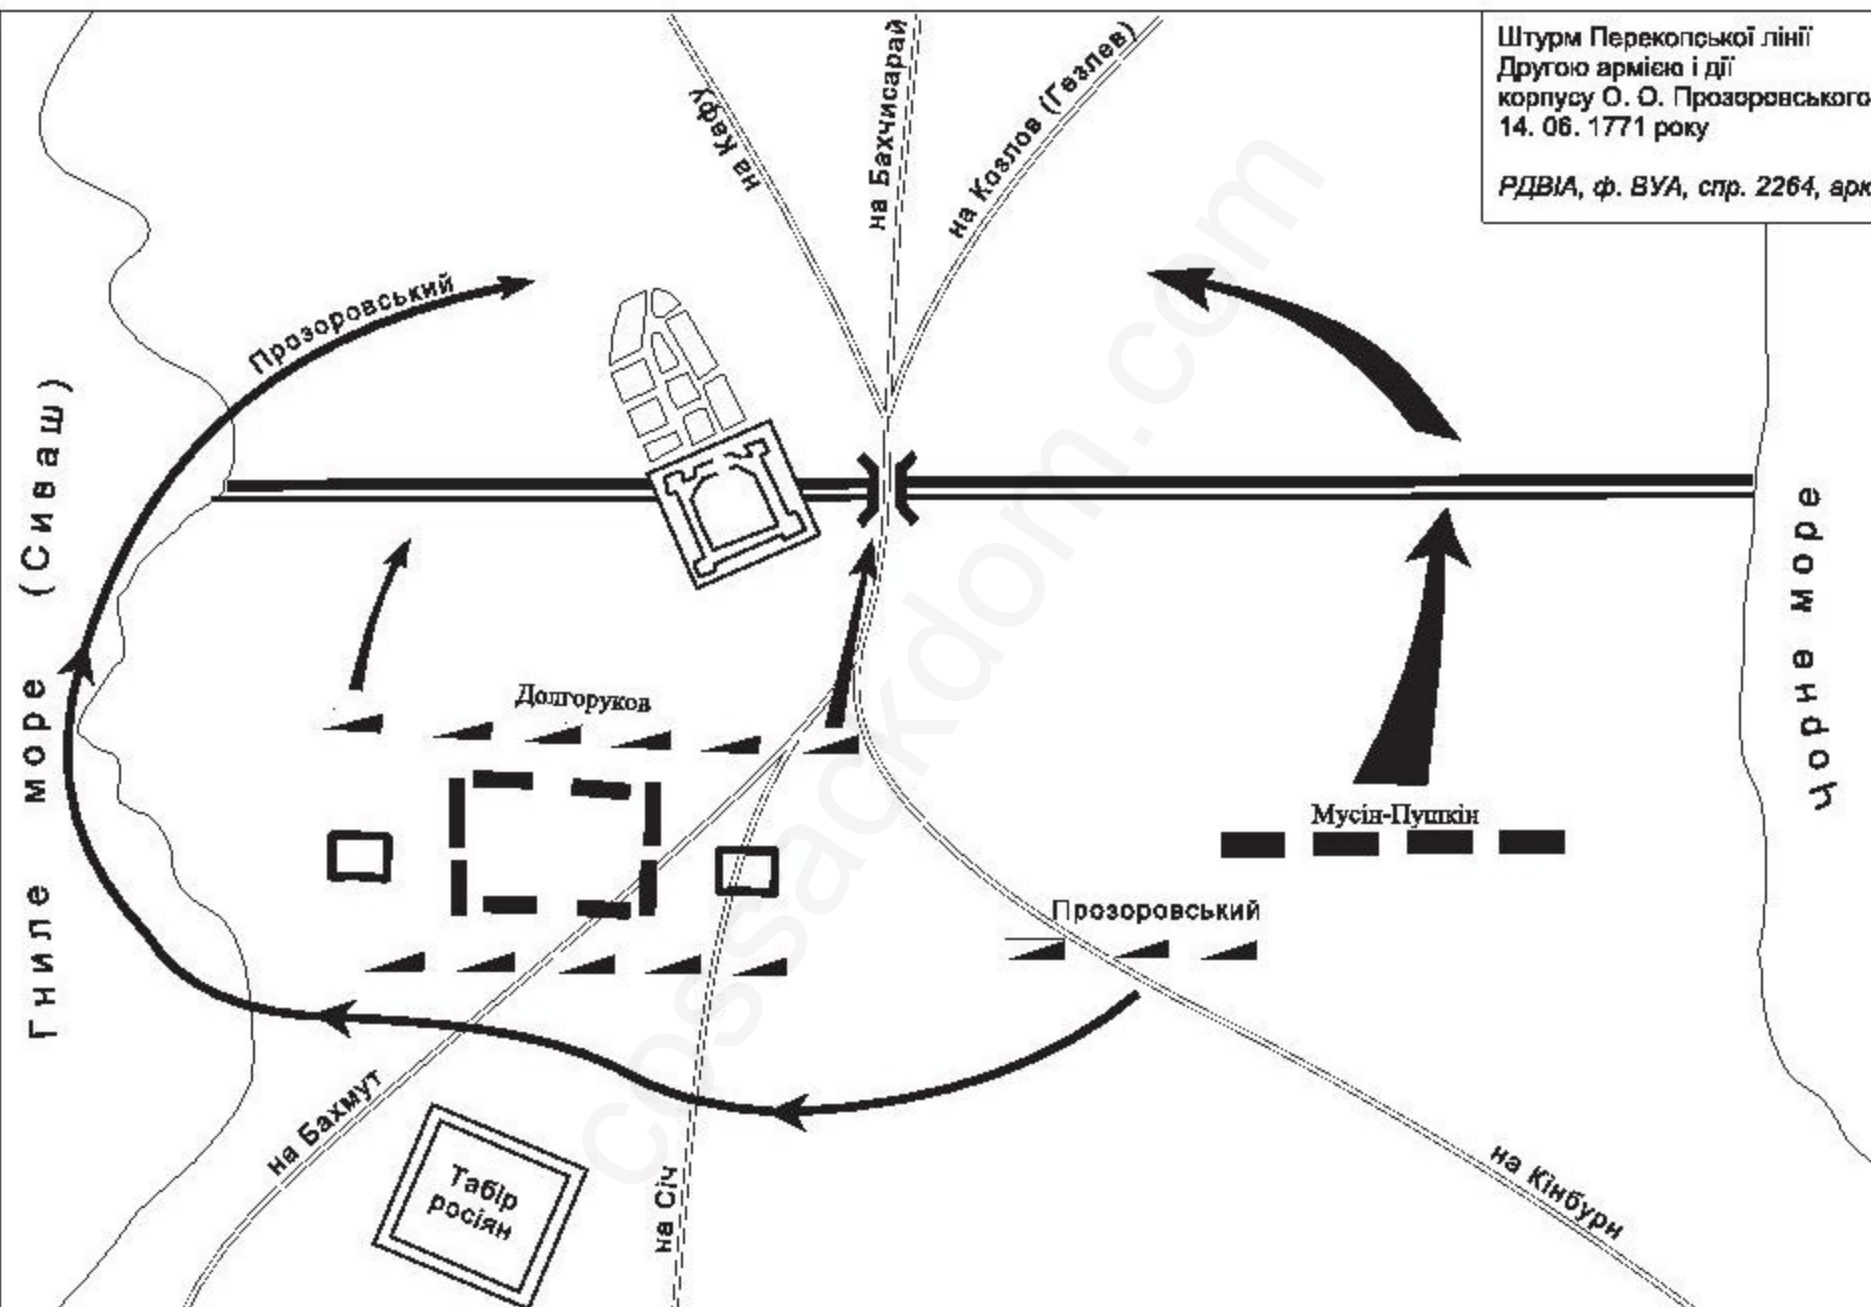 Штурм Перекопської лінії
Другою армією і дії
корпусу О. О. Прозоровського
14. 06. 1771 року
РДВІА, ф. ВУА, спр. 2264, арк
на Кафу
на Бахчисарай
на Козлов (Гезлев)
Прозоровський
Гниле море (Сиваш)
Чорне море
Долгоруков
Мусін-Пушкін
Прозоровський
на Бахмут
Табір
росіян
на Січ
на Кінбурн
cossackdom.com